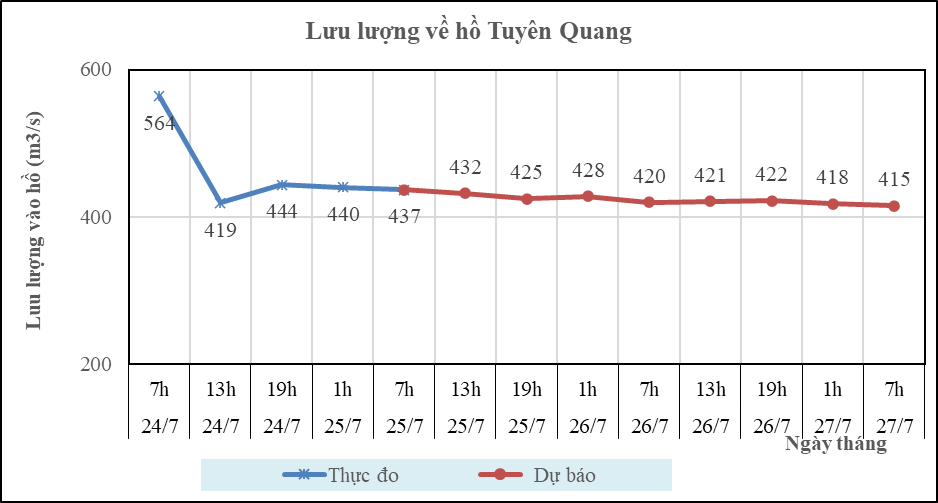 Lưu lượng về hồ Tuyên Quang
Lưu lượng vào hồ (m3/s)
600
400
200
564
419
444
440
437
432
425
428
420
421
422
418
415
7h 13h 19h 1h 7h 13h 19h 1h 7h 13h 19h 1h 7h
24/7 24/7 24/7 25/7 25/7 25/7 25/7 26/7 26/7 26/7 26/7 27/7 27/7
Ngày tháng
Thực đo Dự báo